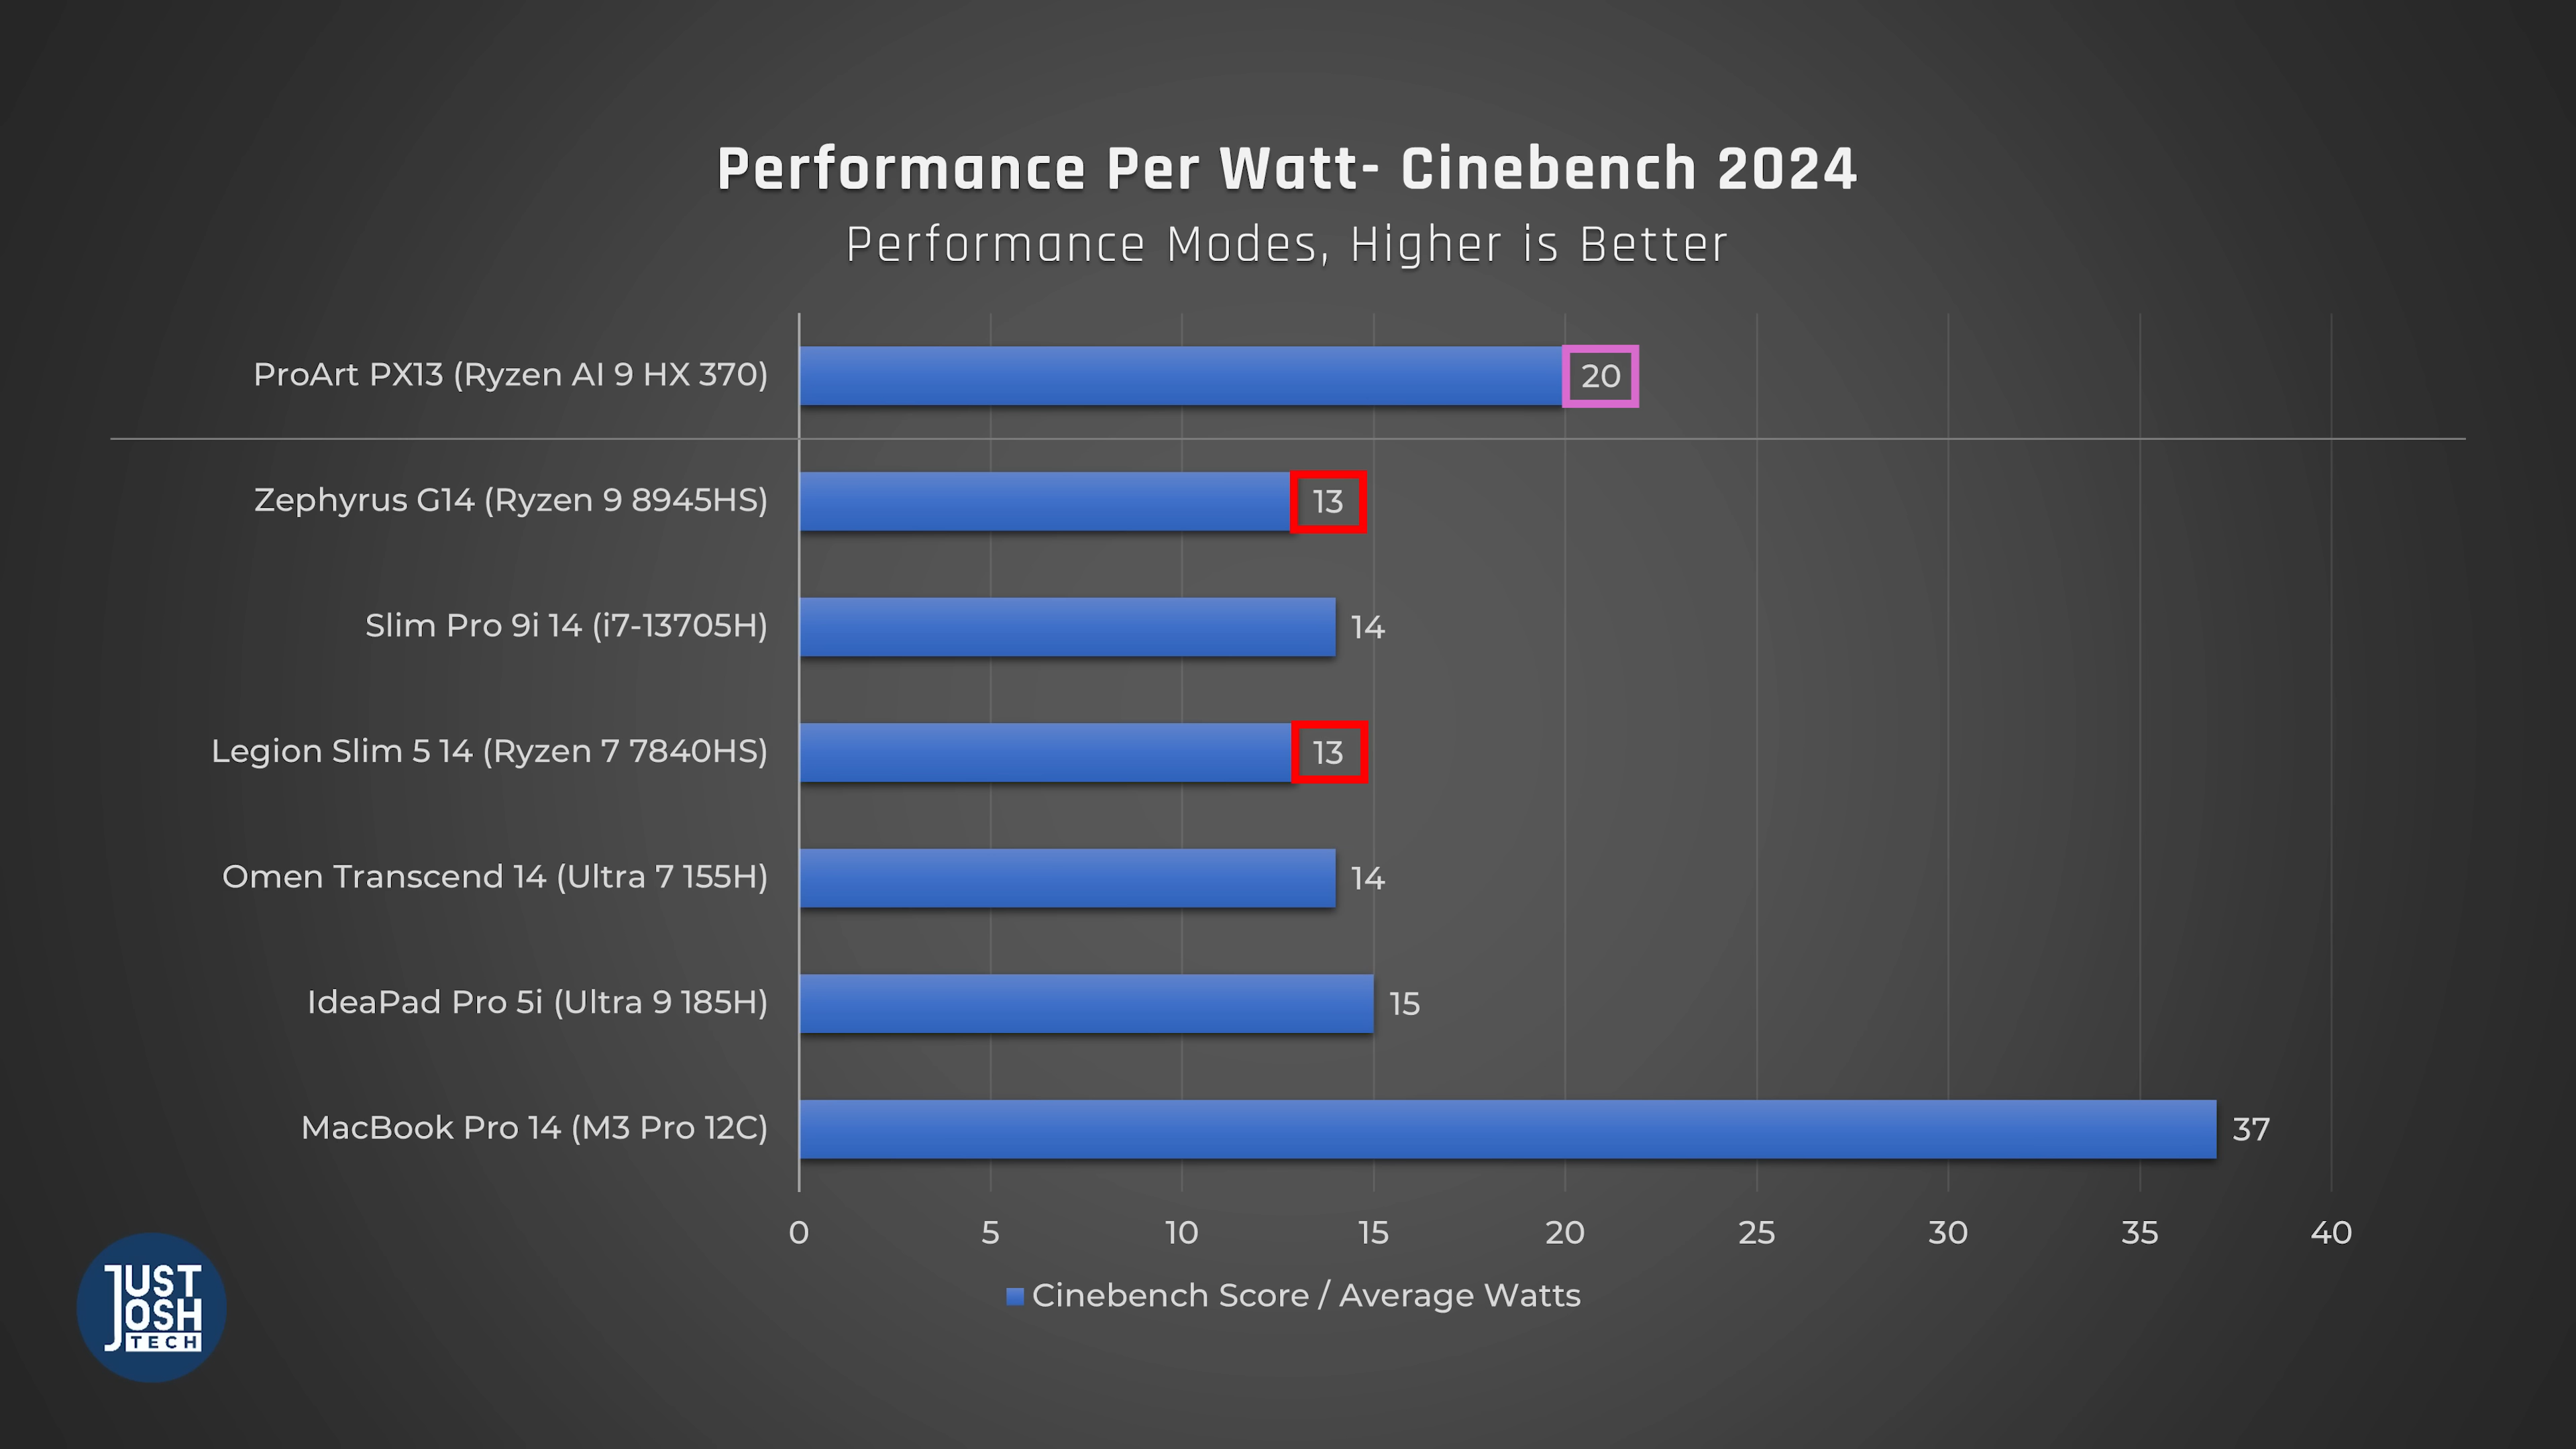 Performance Per Watt- Cinebench 2024
Performance Modes, Higher is Better
ProArt PX13 (Ryzen AI 9 HX 370)
20
Zephyrus G14 (Ryzen 9 8945HS)
13
Slim Pro 9i 14 (i7-13705H)
14
Legion Slim 5 14 (Ryzen 7 7840HS)
13
Omen Transcend 14 (Ultra 7 155H)
14
IdeaPad Pro 5i (Ultra 9 185H)
15
MacBook Pro 14 (M3 Pro 12C)
37
0 5 10 15 20 25 30 35 40
Cinebench Score / Average Watts
JUST
JOSH
TECH